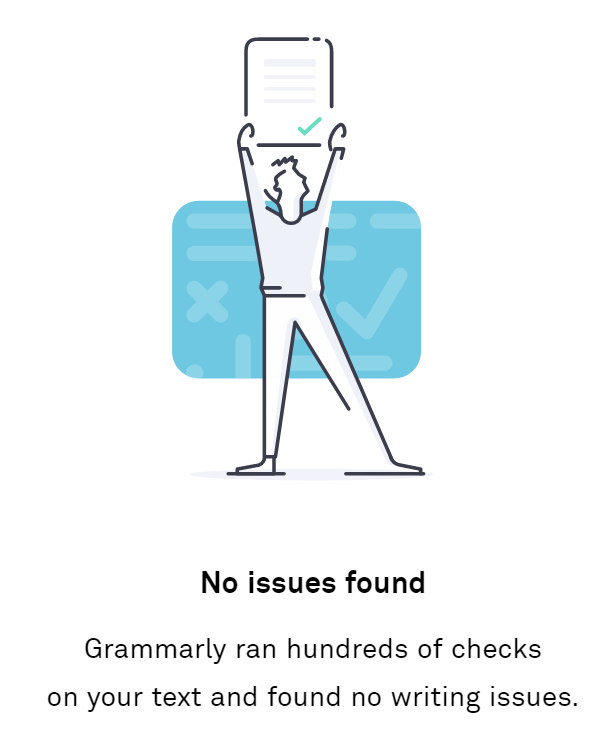 No issues found
Grammarly ran hundreds of checks
on your text and found no writing issues.